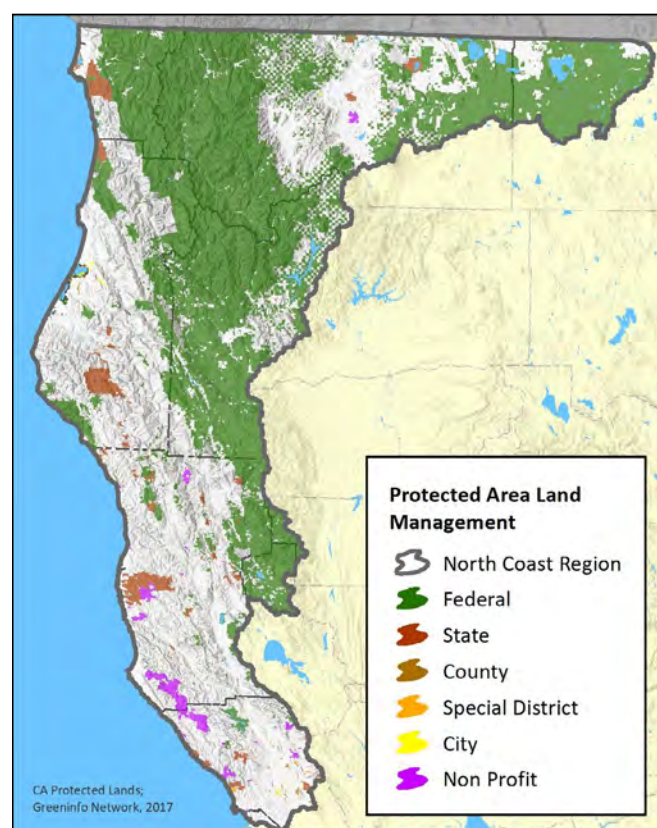 Protected Area Land
Management
North Coast Region
Federal
State
County
Special District
City
Non Profit
CA Protected Lands;
Greeninfo Network, 2017